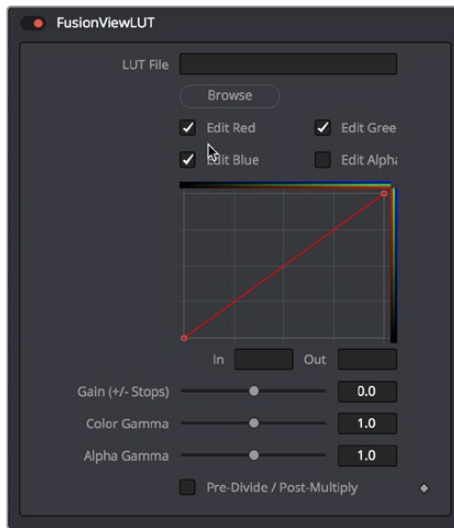 FusionViewLUT
LUT File
Browse
Edit Red Edit Gree
Edit Blue Edit Alpha
In Out
Gain (+/- Stops) 0.0
Color Gamma 1.0
Alpha Gamma 1.0
Pre-Divide / Post-Multiply